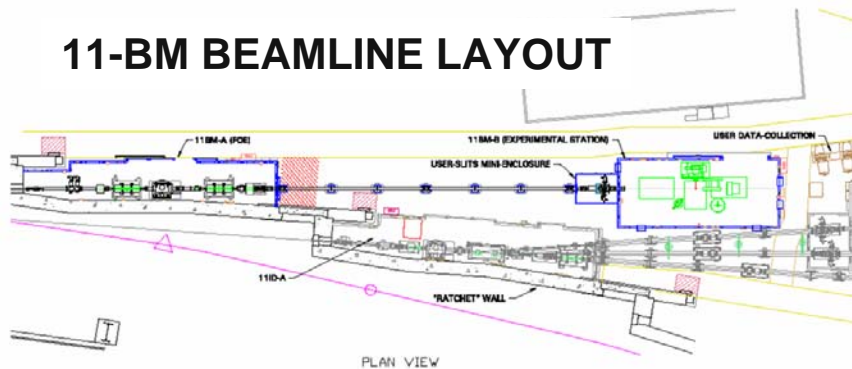 11-BM BEAMLINE LAYOUT
11BM-A (FOE)
11BM-B (EXPERIMENTAL STATION)
USER DATA-COLLECTION
USER-SLITS MINI-ENCLOSURE
11ID-A
"RATCHET" WALL
PLAN VIEW